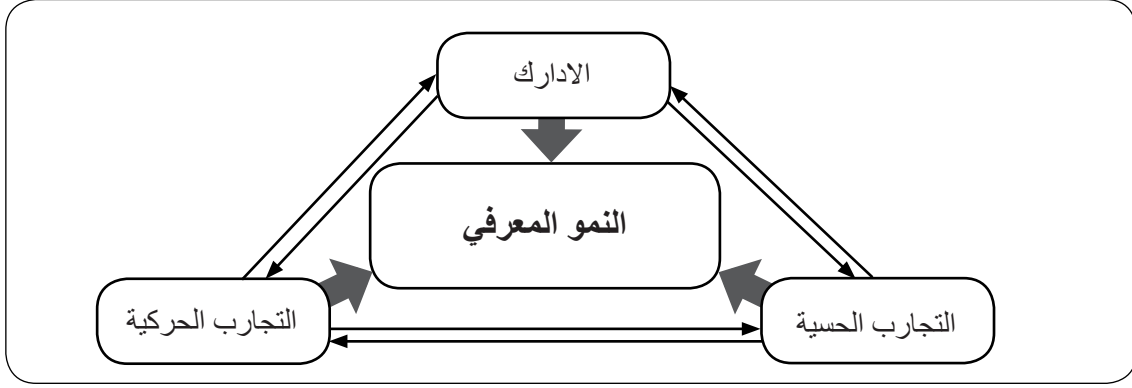 الادارك
النمو المعرفي
التجارب الحسية
التجارب الحركية